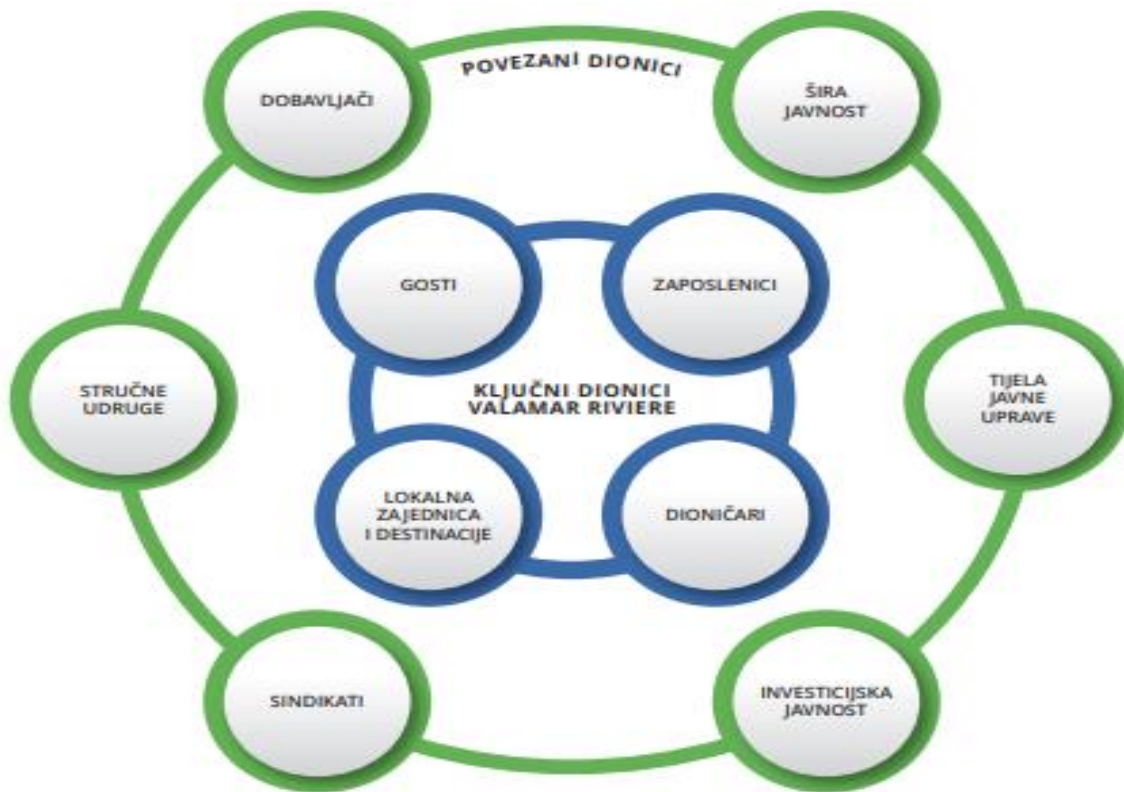 POVEZANI DIONICI
DOBAVLJAČI
ŠIRA
JAVNOST
GOSTI
ZAPOSLENICI
STRUČNE
UDRUGE
KLJUČNI DIONICI
VALAMAR RIVIERE
TIJELA
JAVNE
UPRAVE
LOKALNA
ZAJEDNICA
I DESTINACIJE
DIONIČARI
SINDIKATI
INVESTICIJSKA
JAVNOST